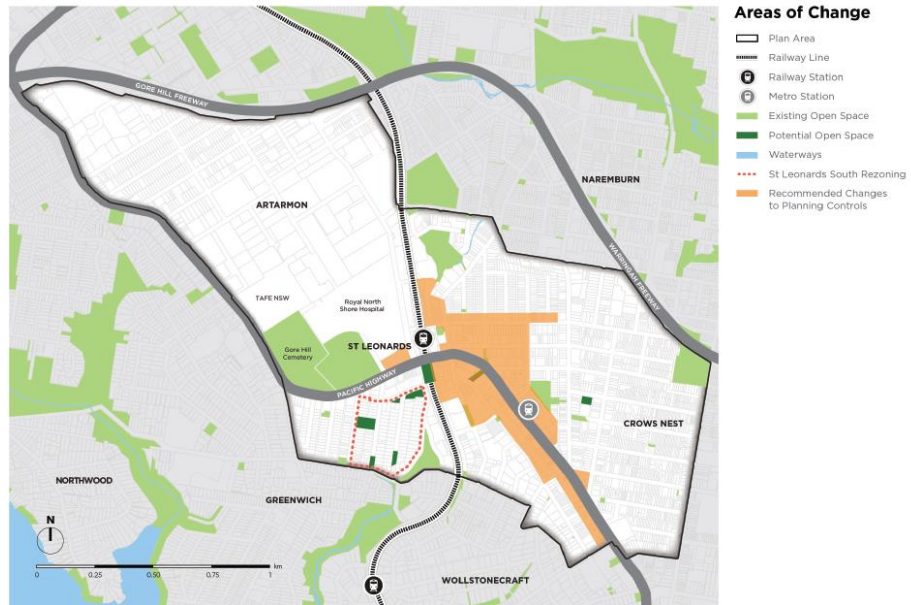 Areas of Change
Plan Area
Railway Line
Railway Station
Metro Station
Existing Open Space
Potential Open Space
Waterways
St Leonards South Rezoning
Recommended Changes
to Planning Controls
GORE HILL FREEWAY
NAREMBURN
ARTARMON
WARRINGAH FREEWAY
TAFE NSW
Royal North
Shore Hospital
Gore Hill
Cemetery
ST LEONARDS
PACIFIC HIGHWAY
CROWS NEST
NORTHWOOD
GREENWICH
N
0 0.25 0.50 0.75 1 km
WOLLSTONECRAFT